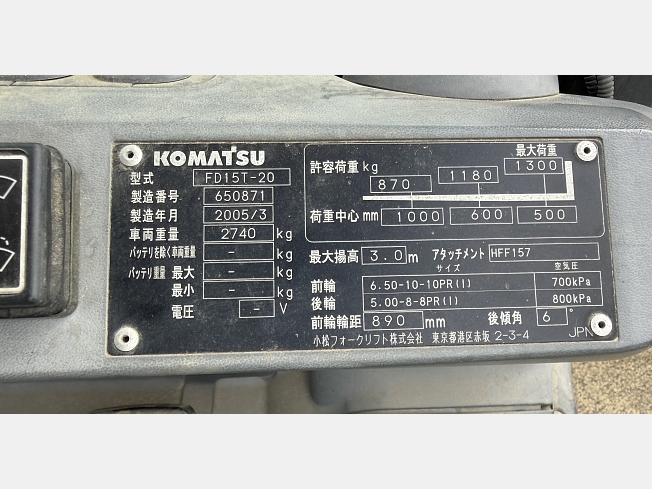 KOMATSU
型式 FD15T-20
製造番号 650871
製造年月 2005/3
車両重量 2740 kg
バッテリを除く車両重量 - kg
バッテリ重量 最大 - kg
最小 - kg
電圧 - V
最大荷重
許容荷重 kg 870 1180 1300
荷重中心 mm 1000 600 500
最大揚高 3.0 m アタッチメント HFF157
サイズ 空気圧
前輪 6.50-10-10PR(I) 700kPa
後輪 5.00-8-8PR(I) 800kPa
前輪輪距 890 mm 後傾角 6°
小松フォークリフト株式会社 東京都港区赤坂 2-3-4 JPN